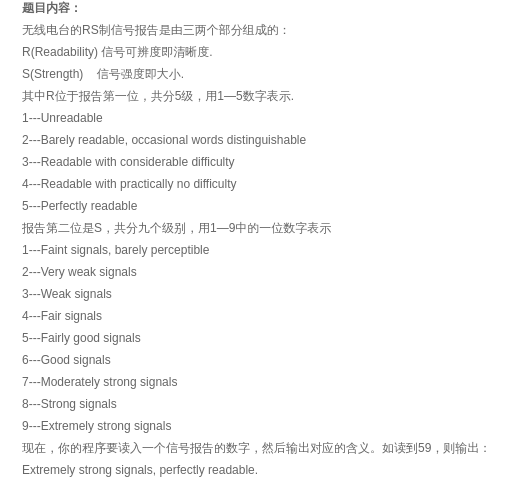 题目内容：
无线电台的RS制信号报告是由三两个部分组成的：
R(Readability) 信号可辨度即清晰度.
S(Strength)    信号强度即大小.
其中R位于报告第一位，共分5级，用1—5数字表示.
1---Unreadable
2---Barely readable, occasional words distinguishable
3---Readable with considerable difficulty
4---Readable with practically no difficulty
5---Perfectly readable
报告第二位是S，共分九个级别，用1—9中的一位数字表示
1---Faint signals, barely perceptible
2---Very weak signals
3---Weak signals
4---Fair signals
5---Fairly good signals
6---Good signals
7---Moderately strong signals
8---Strong signals
9---Extremely strong signals
现在，你的程序要读入一个信号报告的数字，然后输出对应的含义。如读到59，则输出：
Extremely strong signals, perfectly readable.